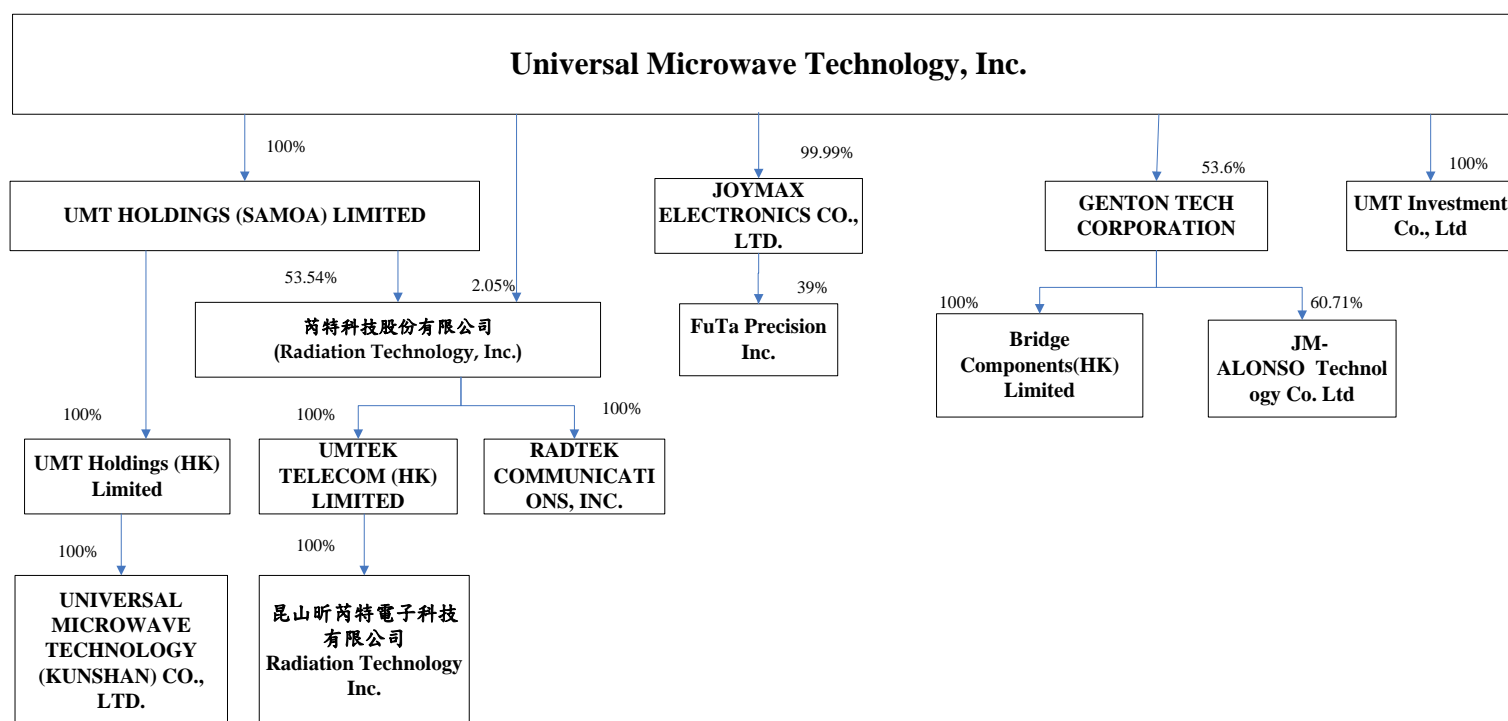 Universal Microwave Technology, Inc.
100%
99.99%
53.6%
100%
UMT HOLDINGS (SAMOA) LIMITED
JOYMAX
ELECTRONICS CO.,
LTD.
GENTON TECH
CORPORATION
UMT Investment
Co., Ltd
53.54%
2.05%
39%
100%
60.71%
芮特科技股份有限公司
(Radiation Technology, Inc.)
FuTa Precision
Inc.
Bridge
Components(HK)
Limited
JM-
ALONSO Technol
ogy Co. Ltd
100%
100%
100%
UMT Holdings (HK)
Limited
UMTEK
TELECOM (HK)
LIMITED
RADTEK
COMMUNICATI
ONS, INC.
100%
100%
UNIVERSAL
MICROWAVE
TECHNOLOGY
(KUNSHAN) CO.,
LTD.
昆山昕芮特電子科技
有限公司
Radiation Technology
Inc.